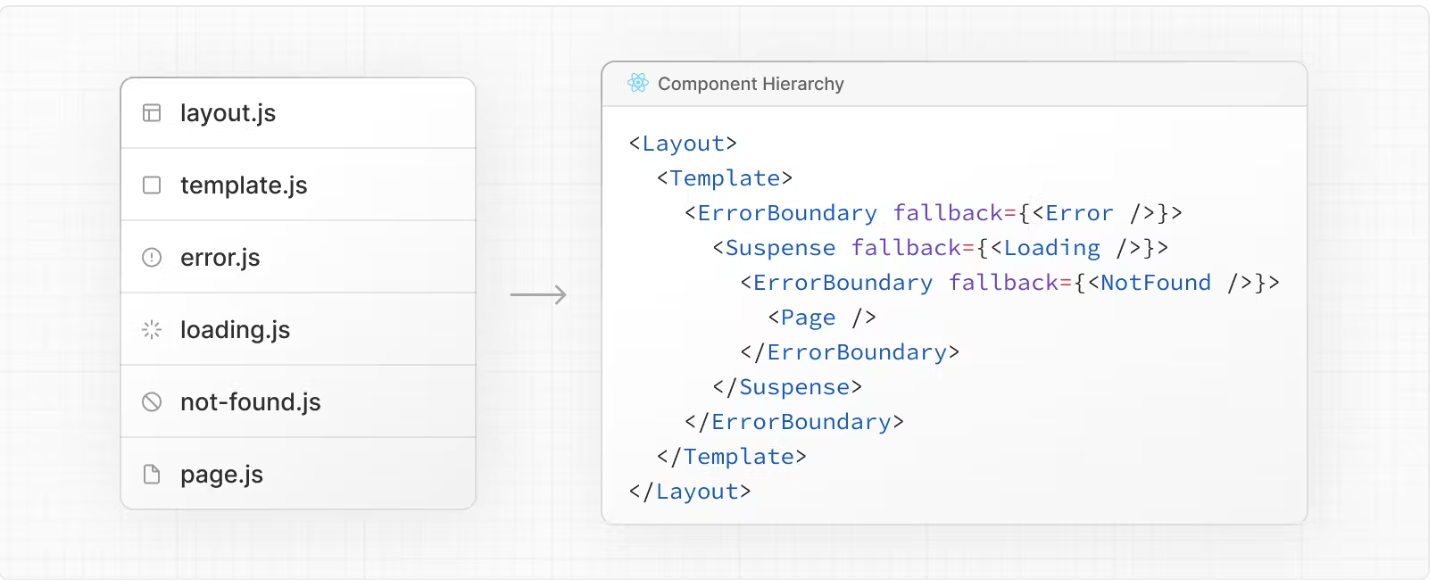 layout.js
template.js
error.js
loading.js
not-found.js
page.js
Component Hierarchy
<Layout>
  <Template>
    <ErrorBoundary fallback={<Error />}>
      <Suspense fallback={<Loading />}>
        <ErrorBoundary fallback={<NotFound />}>
          <Page />
        </ErrorBoundary>
      </Suspense>
    </ErrorBoundary>
  </Template>
</Layout>